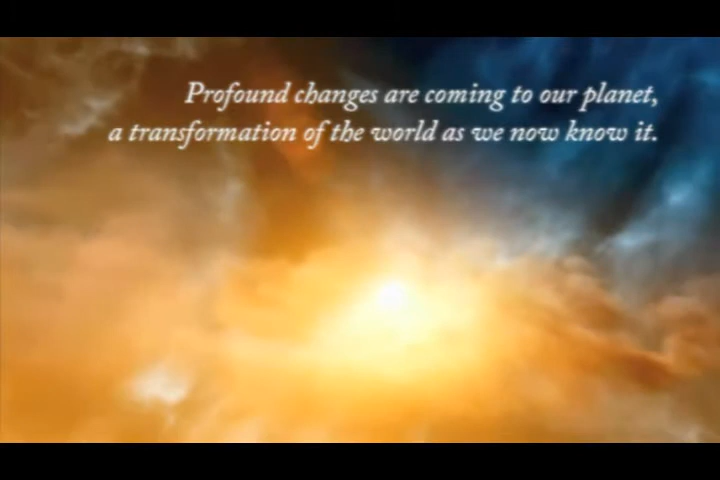 Profound changes are coming to our planet,
a transformation of the world as we now know it.